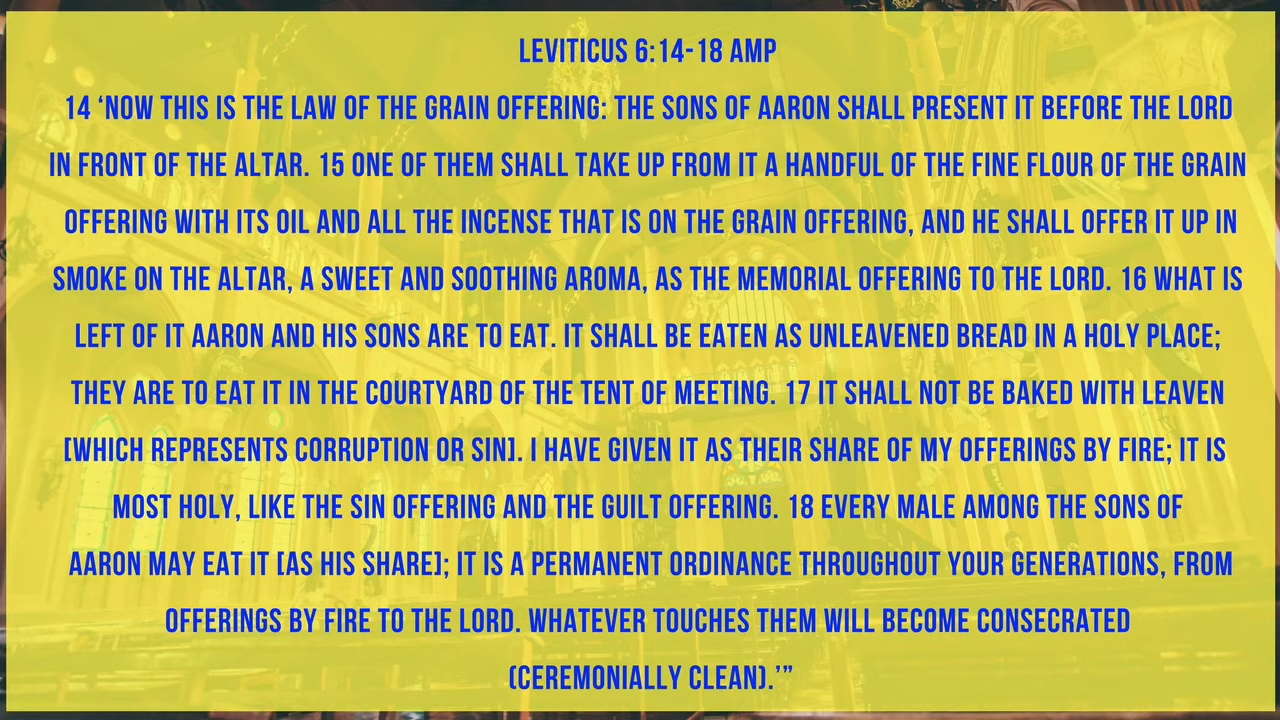 LEVITICUS 6:14-18 AMP
14 ‘NOW THIS IS THE LAW OF THE GRAIN OFFERING: THE SONS OF AARON SHALL PRESENT IT BEFORE THE LORD
IN FRONT OF THE ALTAR. 15 ONE OF THEM SHALL TAKE UP FROM IT A HANDFUL OF THE FINE FLOUR OF THE GRAIN
OFFERING WITH ITS OIL AND ALL THE INCENSE THAT IS ON THE GRAIN OFFERING, AND HE SHALL OFFER IT UP IN
SMOKE ON THE ALTAR, A SWEET AND SOOTHING AROMA, AS THE MEMORIAL OFFERING TO THE LORD. 16 WHAT IS
LEFT OF IT AARON AND HIS SONS ARE TO EAT. IT SHALL BE EATEN AS UNLEAVENED BREAD IN A HOLY PLACE;
THEY ARE TO EAT IT IN THE COURTYARD OF THE TENT OF MEETING. 17 IT SHALL NOT BE BAKED WITH LEAVEN
[WHICH REPRESENTS CORRUPTION OR SIN]. I HAVE GIVEN IT AS THEIR SHARE OF MY OFFERINGS BY FIRE; IT IS
MOST HOLY, LIKE THE SIN OFFERING AND THE GUILT OFFERING. 18 EVERY MALE AMONG THE SONS OF
AARON MAY EAT IT [AS HIS SHARE]; IT IS A PERMANENT ORDINANCE THROUGHOUT YOUR GENERATIONS, FROM
OFFERINGS BY FIRE TO THE LORD. WHATEVER TOUCHES THEM WILL BECOME CONSECRATED
(CEREMONIALLY CLEAN).’”